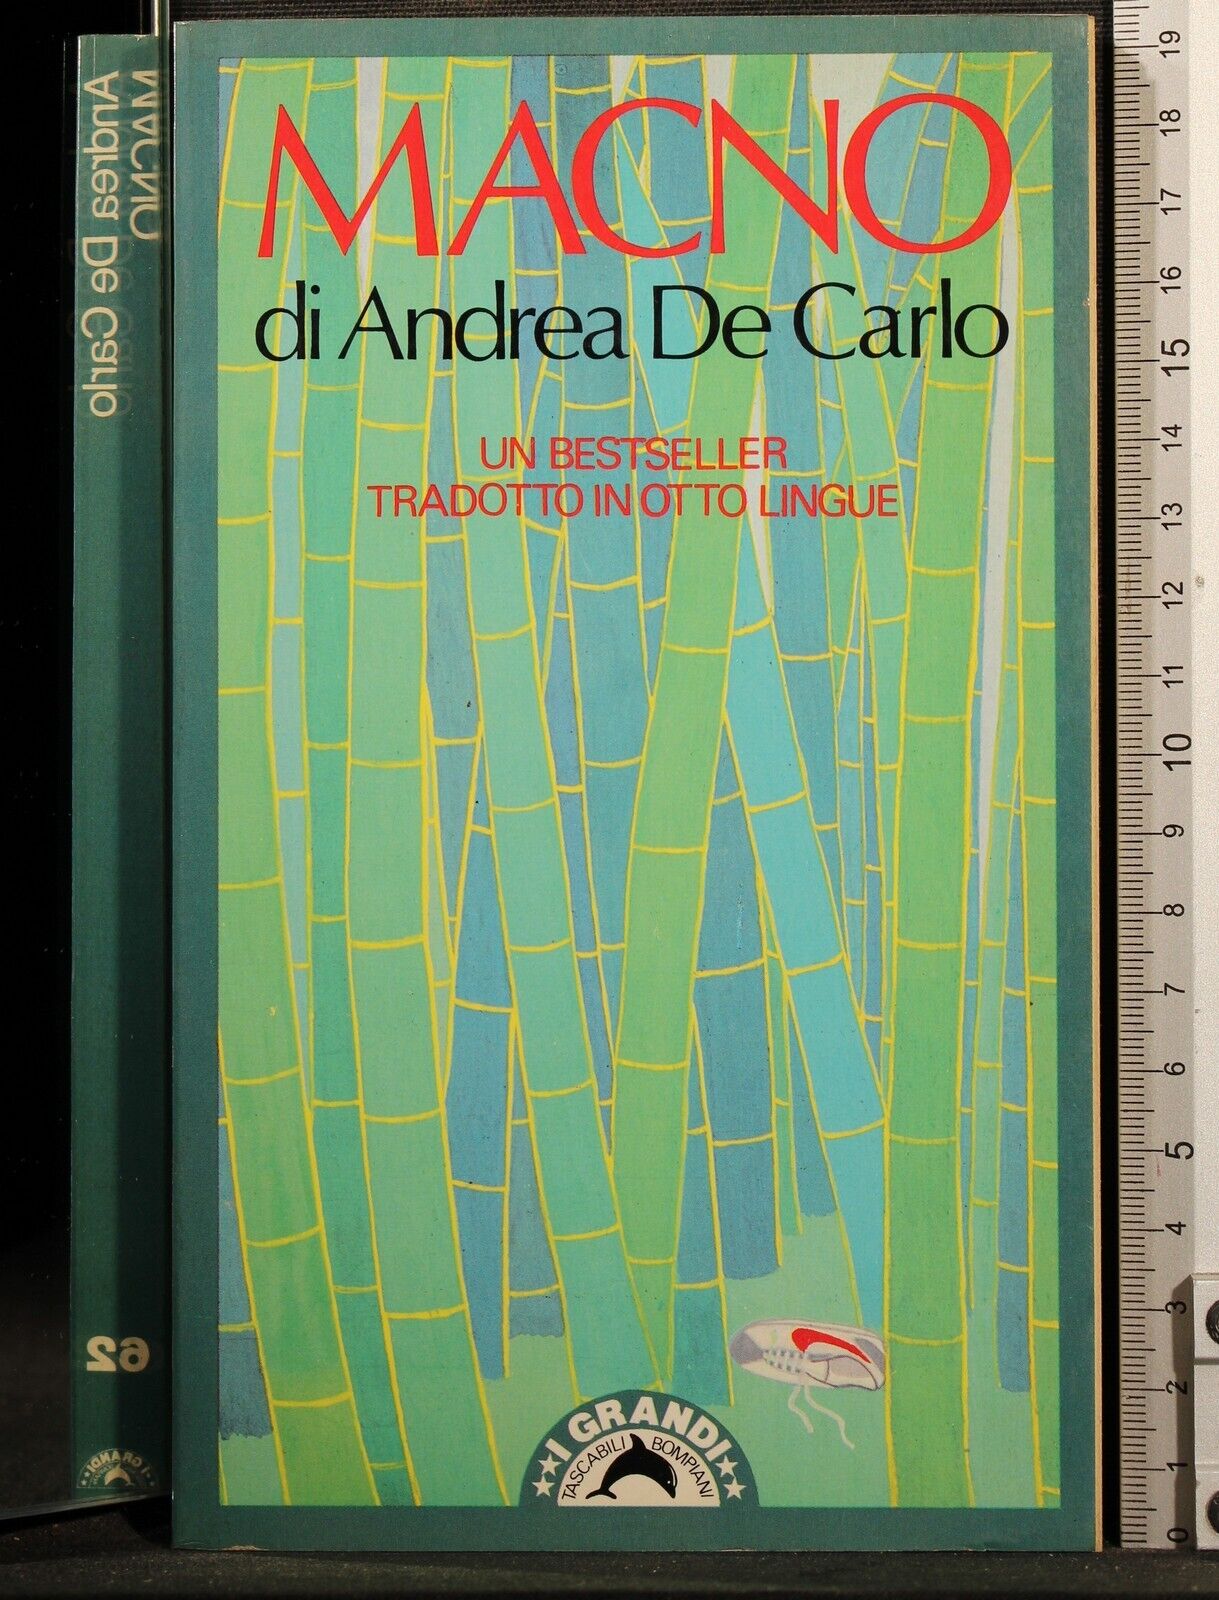 MACNO
di Andrea De Carlo
UN BESTSELLER
TRADOTTO IN OTTO LINGUE
I GRANDI
TASCABILI BOMPIANI
MACNO
Andrea De Carlo
62
I GRANDI
19
18
17
16
15
14
13
12
11
10
9
8
7
6
5
4
3
2
1
0